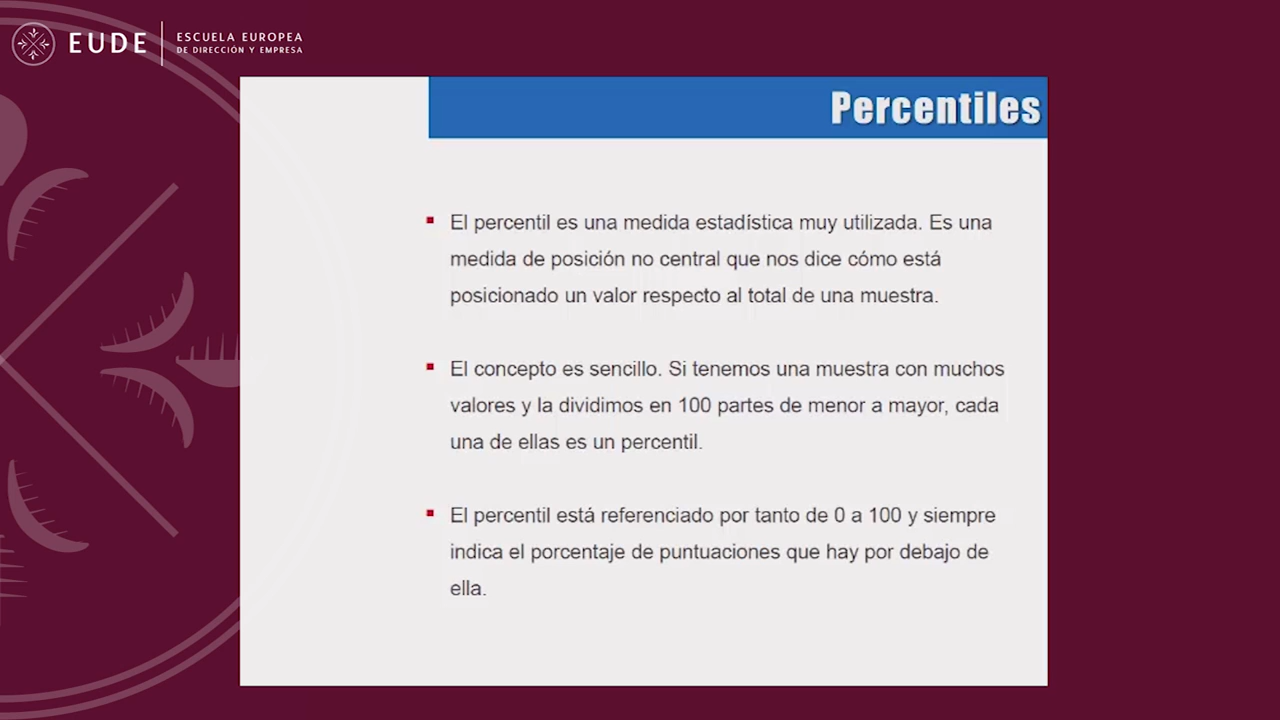 EUDE
ESCUELA EUROPEA
DE DIRECCIÓN Y EMPRESA
Percentiles
El percentil es una medida estadística muy utilizada. Es una
medida de posición no central que nos dice cómo está
posicionado un valor respecto al total de una muestra.
El concepto es sencillo. Si tenemos una muestra con muchos
valores y la dividimos en 100 partes de menor a mayor, cada
una de ellas es un percentil.
El percentil está referenciado por tanto de 0 a 100 y siempre
indica el porcentaje de puntuaciones que hay por debajo de
ella.